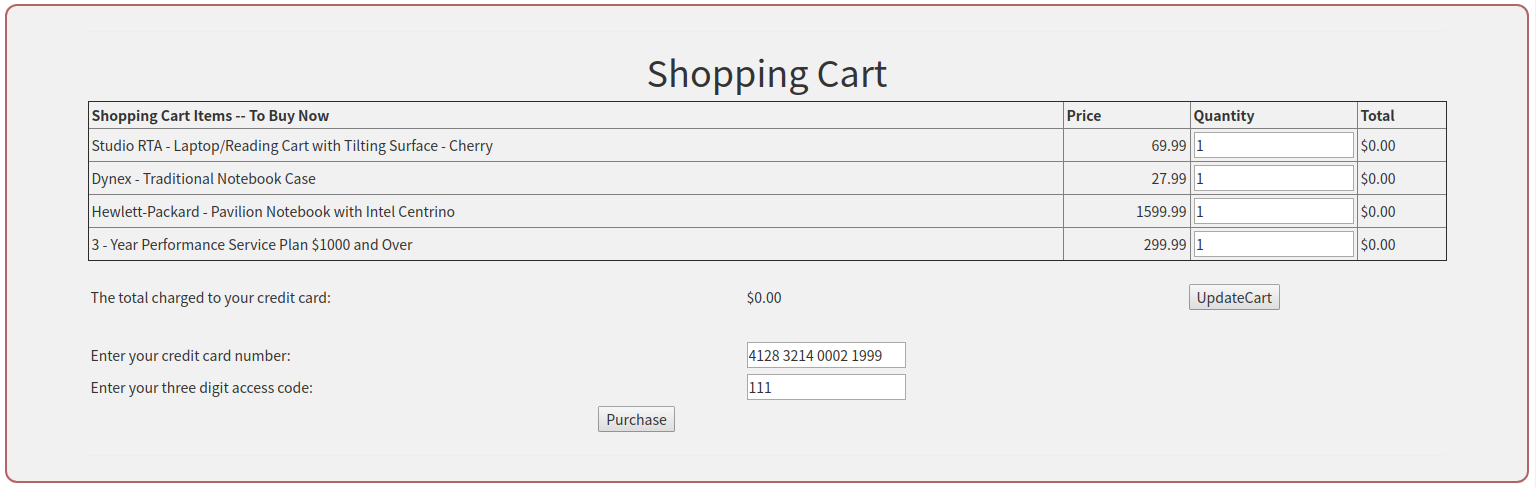 Shopping Cart
Shopping Cart Items -- To Buy Now Price Quantity Total
Studio RTA - Laptop/Reading Cart with Tilting Surface - Cherry 69.99 1 $0.00
Dynex - Traditional Notebook Case 27.99 1 $0.00
Hewlett-Packard - Pavilion Notebook with Intel Centrino 1599.99 1 $0.00
3 - Year Performance Service Plan $1000 and Over 299.99 1 $0.00
The total charged to your credit card: $0.00 UpdateCart
Enter your credit card number: 4128 3214 0002 1999
Enter your three digit access code: 111
Purchase